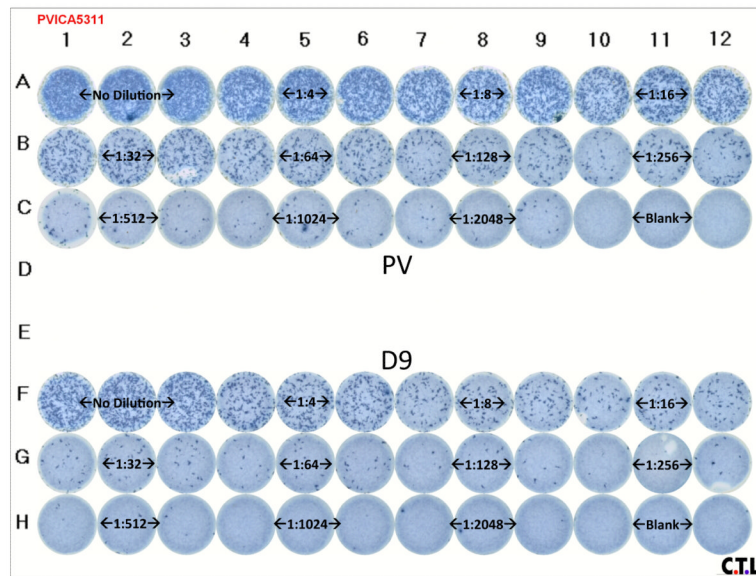 PVICA5311
1 2 3 4 5 6 7 8 9 10 11 12
A ←No Dilution→ ←1:4→ ←1:8→ ←1:16→
B ←1:32→ ←1:64→ ←1:128→ ←1:256→
C ←1:512→ ←1:1024→ ←1:2048→ ←Blank→
PV
D
E
D9
F ←No Dilution→ ←1:4→ ←1:8→ ←1:16→
G ←1:32→ ←1:64→ ←1:128→ ←1:256→
H ←1:512→ ←1:1024→ ←1:2048→ ←Blank→
C.T.L